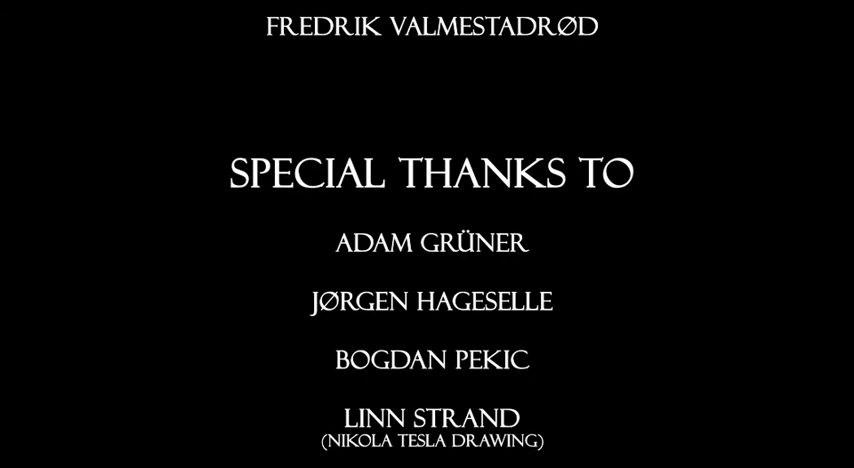 FREDRIK VALMESTADRØD
SPECIAL THANKS TO
ADAM GRÜNER
JØRGEN HAGESELLE
BOGDAN PEKIC
LINN STRAND
(NIKOLA TESLA DRAWING)